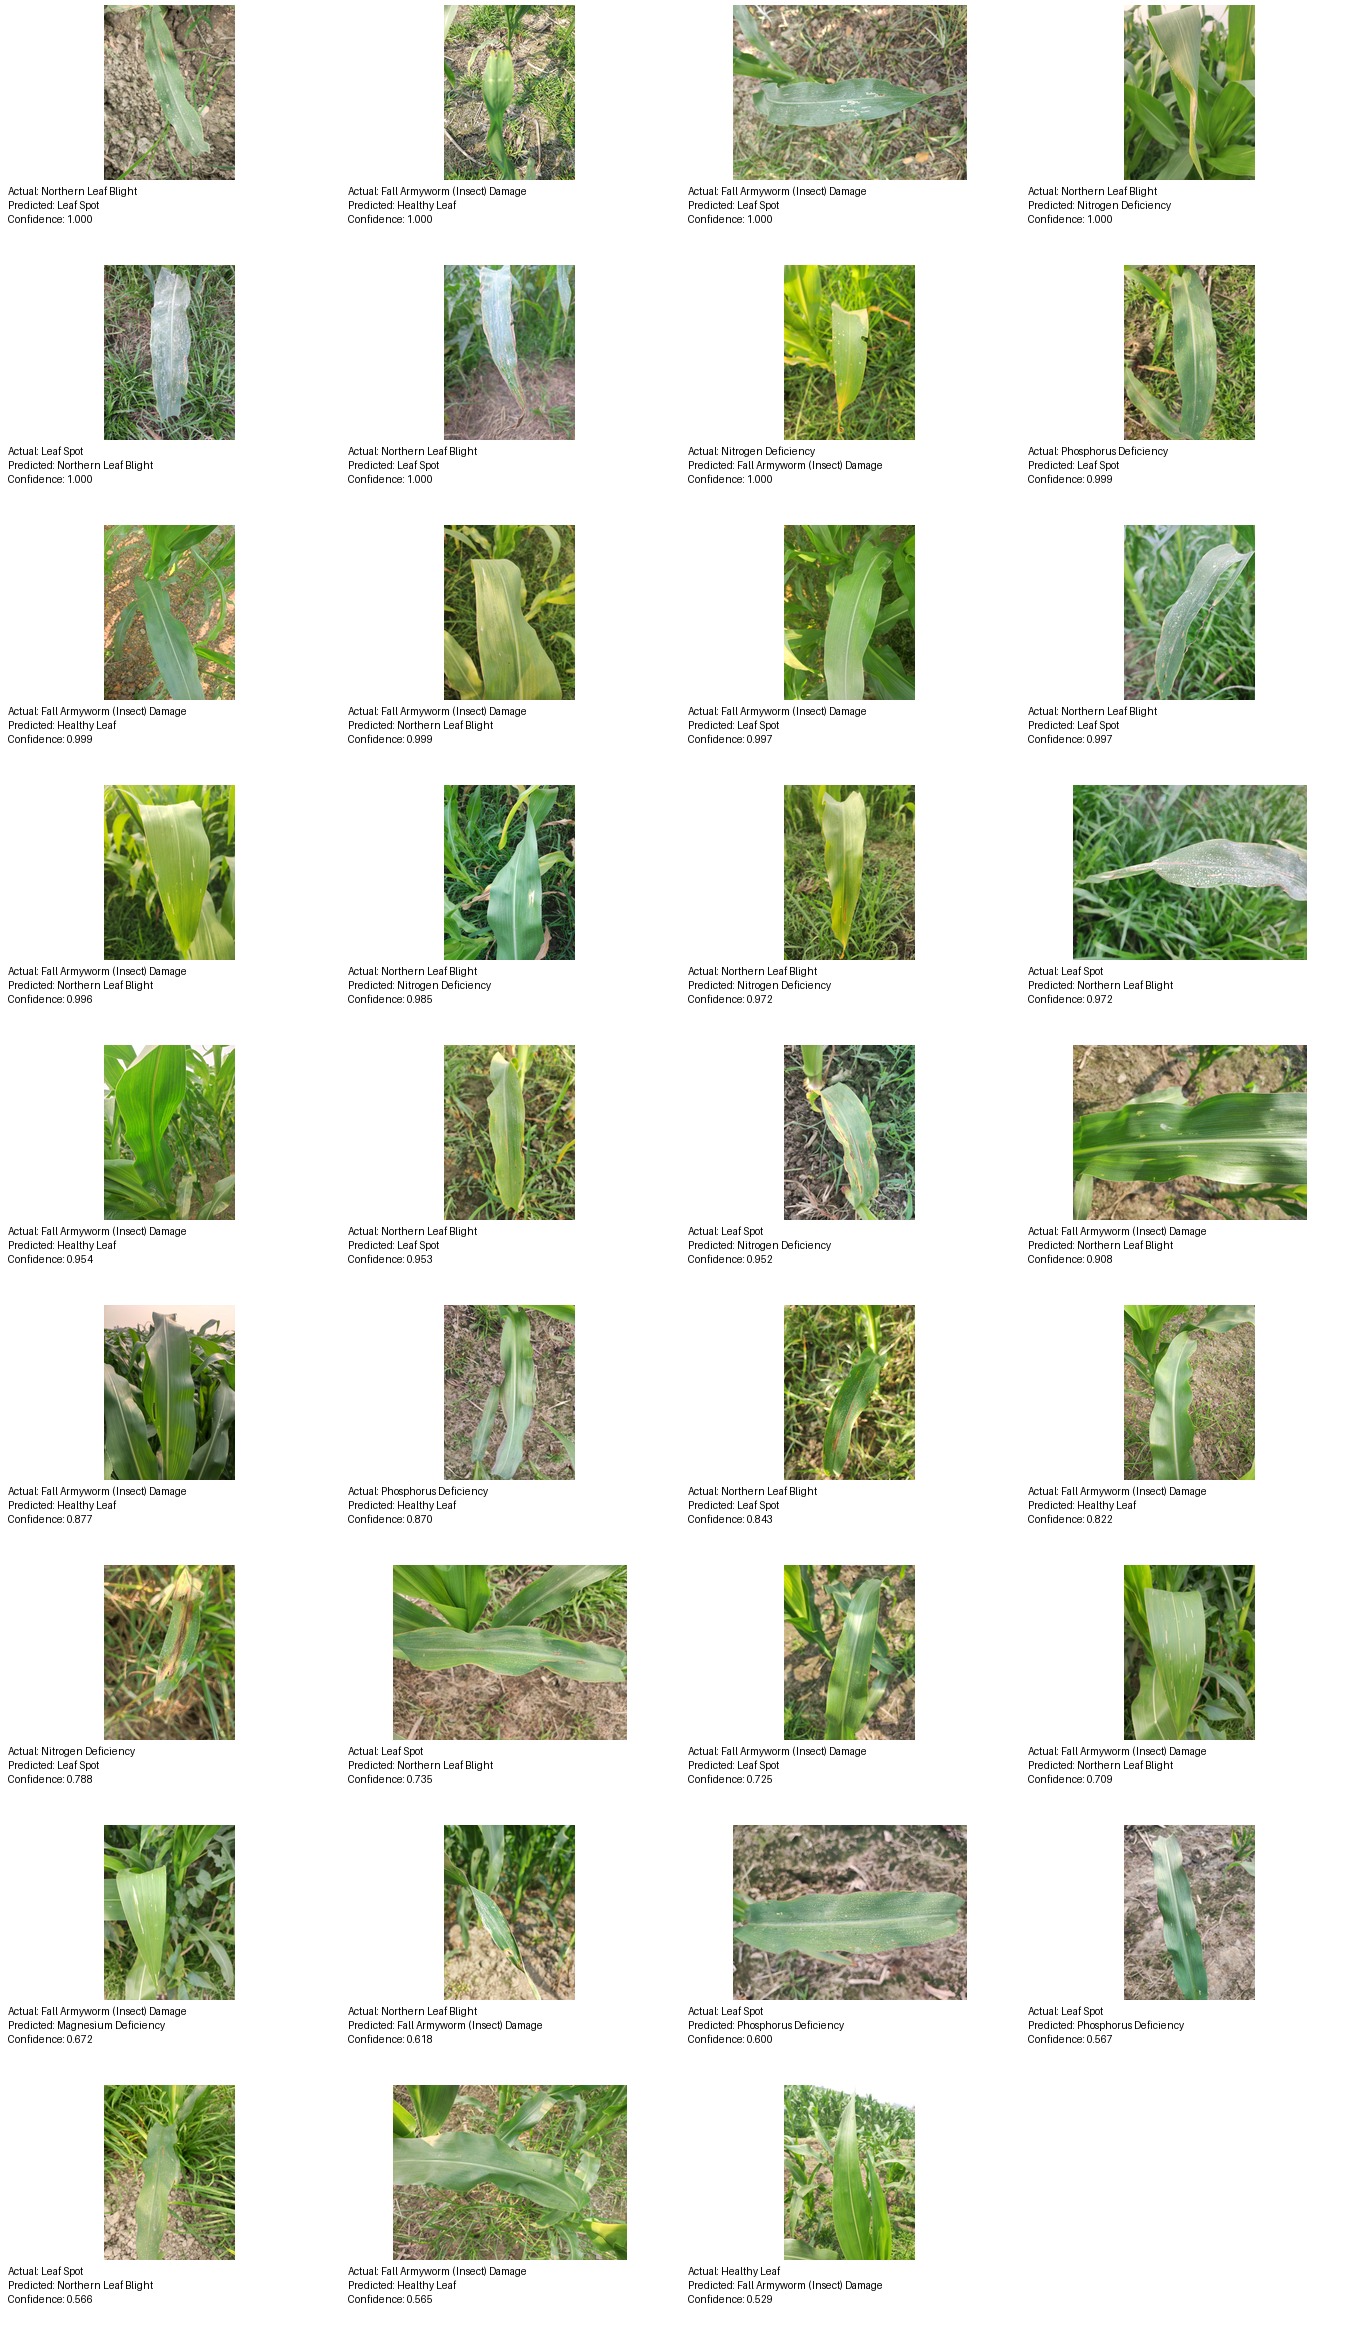 Actual: Northern Leaf Blight
Predicted: Leaf Spot
Confidence: 1.000
Actual: Fall Armyworm (Insect) Damage
Predicted: Healthy Leaf
Confidence: 1.000
Actual: Fall Armyworm (Insect) Damage
Predicted: Leaf Spot
Confidence: 1.000
Actual: Northern Leaf Blight
Predicted: Nitrogen Deficiency
Confidence: 1.000
Actual: Leaf Spot
Predicted: Northern Leaf Blight
Confidence: 1.000
Actual: Northern Leaf Blight
Predicted: Leaf Spot
Confidence: 1.000
Actual: Nitrogen Deficiency
Predicted: Fall Armyworm (Insect) Damage
Confidence: 1.000
Actual: Phosphorus Deficiency
Predicted: Leaf Spot
Confidence: 0.999
Actual: Fall Armyworm (Insect) Damage
Predicted: Healthy Leaf
Confidence: 0.999
Actual: Fall Armyworm (Insect) Damage
Predicted: Northern Leaf Blight
Confidence: 0.999
Actual: Fall Armyworm (Insect) Damage
Predicted: Leaf Spot
Confidence: 0.997
Actual: Northern Leaf Blight
Predicted: Leaf Spot
Confidence: 0.997
Actual: Fall Armyworm (Insect) Damage
Predicted: Northern Leaf Blight
Confidence: 0.996
Actual: Northern Leaf Blight
Predicted: Nitrogen Deficiency
Confidence: 0.985
Actual: Northern Leaf Blight
Predicted: Nitrogen Deficiency
Confidence: 0.972
Actual: Leaf Spot
Predicted: Northern Leaf Blight
Confidence: 0.972
Actual: Fall Armyworm (Insect) Damage
Predicted: Healthy Leaf
Confidence: 0.954
Actual: Northern Leaf Blight
Predicted: Leaf Spot
Confidence: 0.953
Actual: Leaf Spot
Predicted: Nitrogen Deficiency
Confidence: 0.952
Actual: Fall Armyworm (Insect) Damage
Predicted: Northern Leaf Blight
Confidence: 0.908
Actual: Fall Armyworm (Insect) Damage
Predicted: Healthy Leaf
Confidence: 0.877
Actual: Phosphorus Deficiency
Predicted: Healthy Leaf
Confidence: 0.870
Actual: Northern Leaf Blight
Predicted: Leaf Spot
Confidence: 0.843
Actual: Fall Armyworm (Insect) Damage
Predicted: Healthy Leaf
Confidence: 0.822
Actual: Nitrogen Deficiency
Predicted: Leaf Spot
Confidence: 0.788
Actual: Leaf Spot
Predicted: Northern Leaf Blight
Confidence: 0.735
Actual: Fall Armyworm (Insect) Damage
Predicted: Leaf Spot
Confidence: 0.725
Actual: Fall Armyworm (Insect) Damage
Predicted: Northern Leaf Blight
Confidence: 0.709
Actual: Fall Armyworm (Insect) Damage
Predicted: Magnesium Deficiency
Confidence: 0.672
Actual: Northern Leaf Blight
Predicted: Fall Armyworm (Insect) Damage
Confidence: 0.618
Actual: Leaf Spot
Predicted: Phosphorus Deficiency
Confidence: 0.600
Actual: Leaf Spot
Predicted: Phosphorus Deficiency
Confidence: 0.567
Actual: Leaf Spot
Predicted: Northern Leaf Blight
Confidence: 0.566
Actual: Fall Armyworm (Insect) Damage
Predicted: Healthy Leaf
Confidence: 0.565
Actual: Healthy Leaf
Predicted: Fall Armyworm (Insect) Damage
Confidence: 0.529